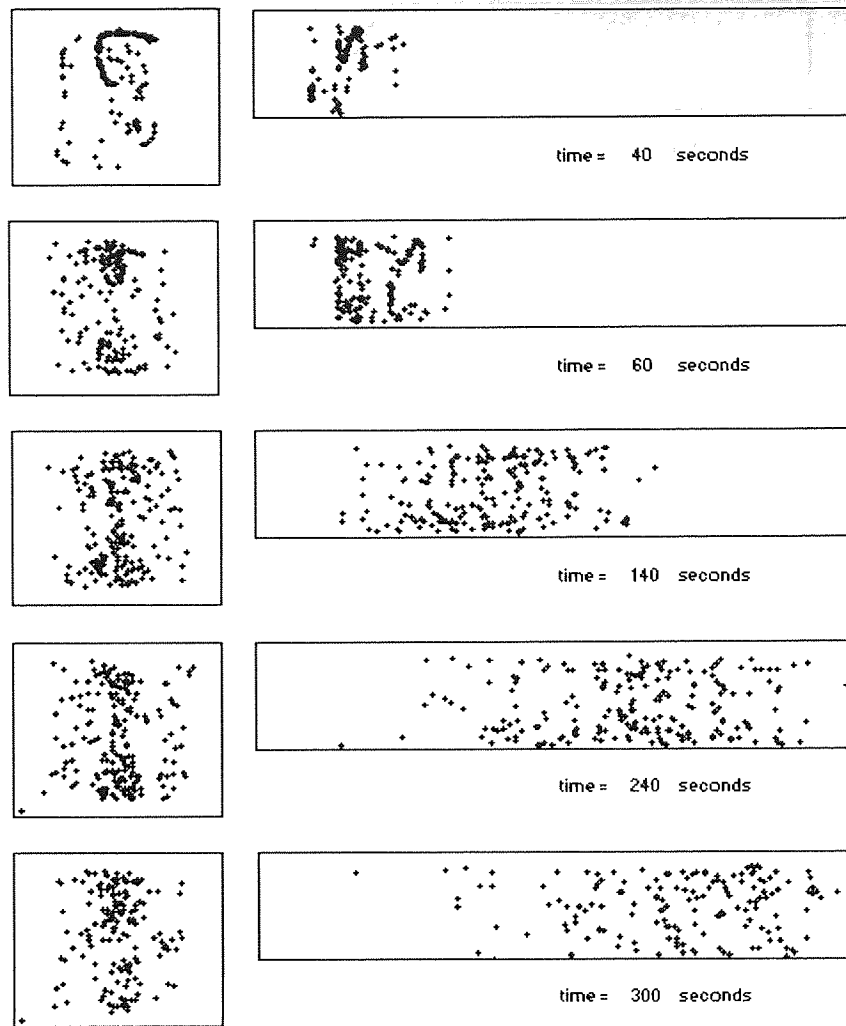 time = 40 seconds
time = 60 seconds
time = 140 seconds
time = 240 seconds
time = 300 seconds